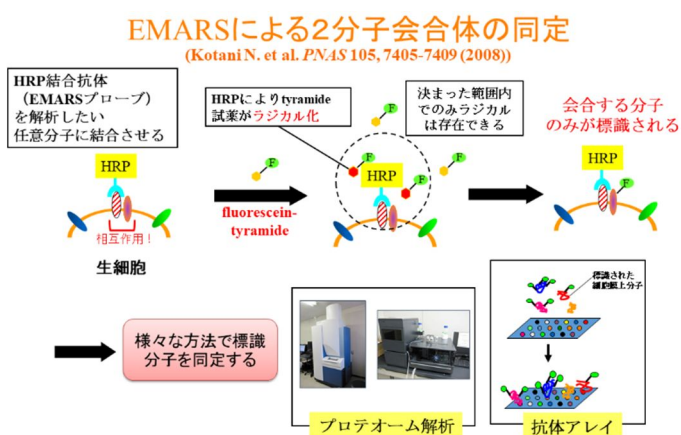 EMARSによる２分子会合体の同定
(Kotani N. et al. PNAS 105, 7405-7409 (2008))
HRP結合抗体
（EMARSプローブ）
を解析したい
任意分子に結合させる
HRPによりtyramide
試薬がラジカル化
決まった範囲内
でのみラジカル
は存在できる
会合する分子
のみが標識される
HRP
相互作用！
生細胞
F
fluorescein-
tyramide
F
F
F
F
HRP
HRP
F
様々な方法で標識
分子を同定する
プロテオーム解析
標識された
細胞膜上分子
抗体アレイ